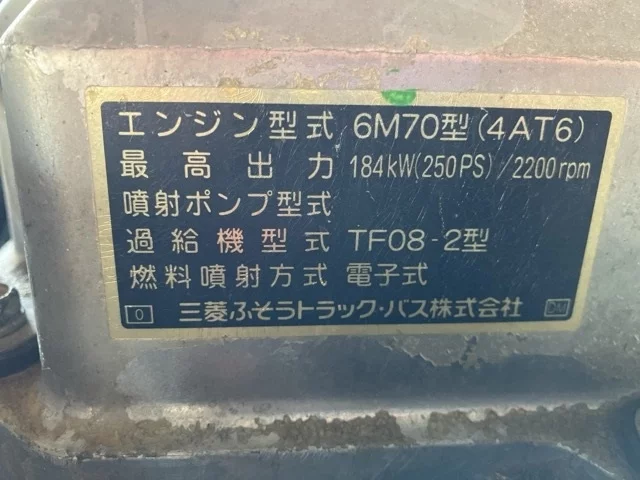 エンジン型式 6M70型(4AT6)
最高出力 184kW(250PS)/2200rpm
噴射ポンプ型式
過給機型式 TF08-2型
燃料噴射方式 電子式
0 三菱ふそうトラック・バス株式会社